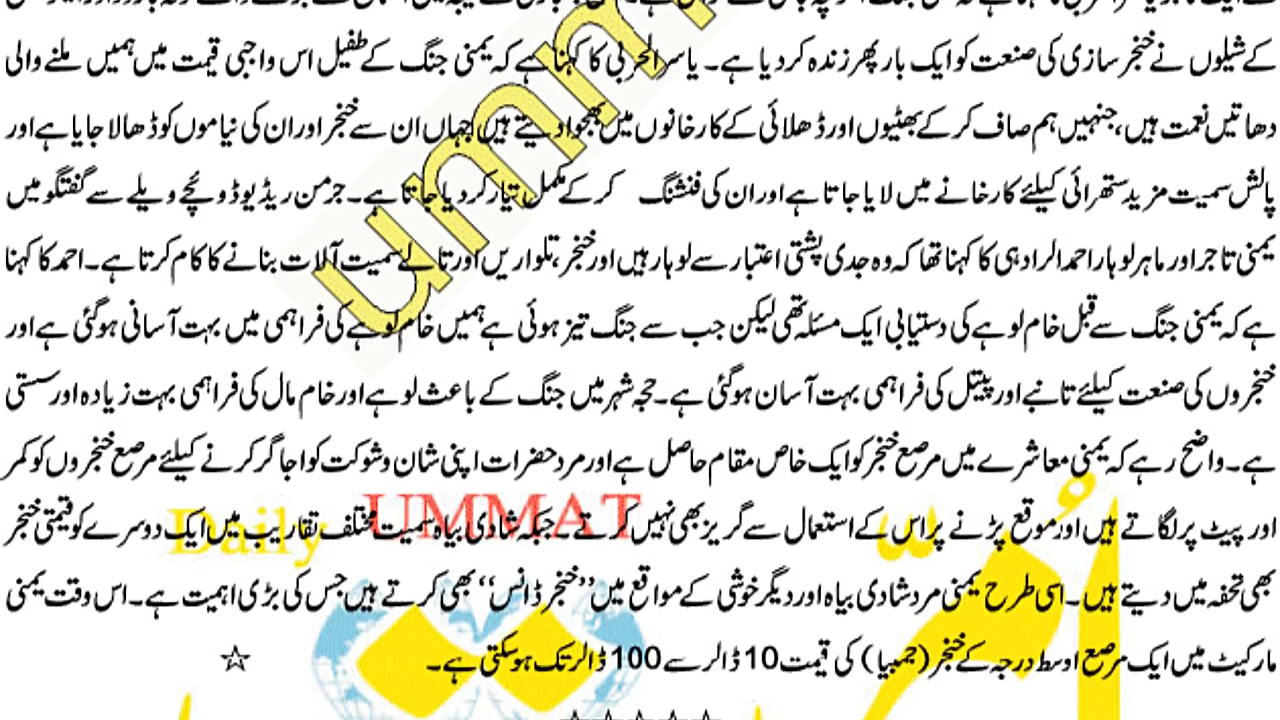 کے شیلوں نے خنجر سازی کی صنعت کو ایک بار پھر زندہ کر دیا ہے۔ یاسر الحربی کا کہنا ہے کہ یمنی جنگ کے طفیل اس واجبی قیمت میں ہمیں ملنے والی
دھاتیں نعمت ہیں، جنہیں ہم صاف کر کے بھٹیوں اور ڈھلائی کے کارخانوں میں بھجوا دیتے ہیں جہاں ان سے خنجر اور ان کی نیاموں کو ڈھالا جایا ہے اور
پالش سمیت مزید ستھرائی کیلئے کارخانے میں لایا جاتا ہے اور ان کی فنشنگ کر کے مکمل تیار کر دیا جاتا ہے۔ جرمن ریڈیو ڈوئچے ویلے سے گفتگو میں
یمنی تاجر اور ماہر لوہار احمد الرادہی کا کہنا تھا کہ وہ جدی پشتی اعتبار سے لوہار ہیں اور خنجر، تلواریں اور تالے سمیت آلات بنانے کا کام کرتا ہے۔ احمد کا کہنا
ہے کہ یمنی جنگ سے قبل خام لوہے کی دستیابی ایک مسئلہ تھی لیکن جب سے جنگ تیز ہوئی ہے ہمیں خام لوہے کی فراہمی میں بہت آسانی ہوگئی ہے اور
خنجروں کی صنعت کیلئے تانبے اور پیتل کی فراہمی بہت آسان ہوگئی ہے۔ حجہ شہر میں جنگ کے باعث لوہے اور خام مال کی فراہمی بہت زیادہ اور سستی
ہے۔ واضح رہے کہ یمنی معاشرے میں مرصع خنجر کو ایک خاص مقام حاصل ہے اور مرد حضرات اپنی شان و شوکت کو اجاگر کرنے کیلئے مرصع خنجروں کو کمر
اور پیٹ پر لگاتے ہیں اور موقع پڑنے پر اس کے استعمال سے گریز بھی نہیں کرتے۔ جبکہ شادی بیاہ سمیت مختلف تقاریب میں ایک دوسرے کو قیمتی خنجر
بھی تحفہ میں دیتے ہیں۔ اسی طرح یمنی مرد شادی بیاہ اور دیگر خوشی کے مواقع میں ”خنجر ڈانس“ بھی کرتے ہیں جس کی بڑی اہمیت ہے۔ اس وقت یمنی
مارکیٹ میں ایک مرصع اوسط درجہ کے خنجر (جمبیا) کی قیمت 10 ڈالر سے 100 ڈالر تک ہوسکتی ہے۔ ☆
Daily UMMAT